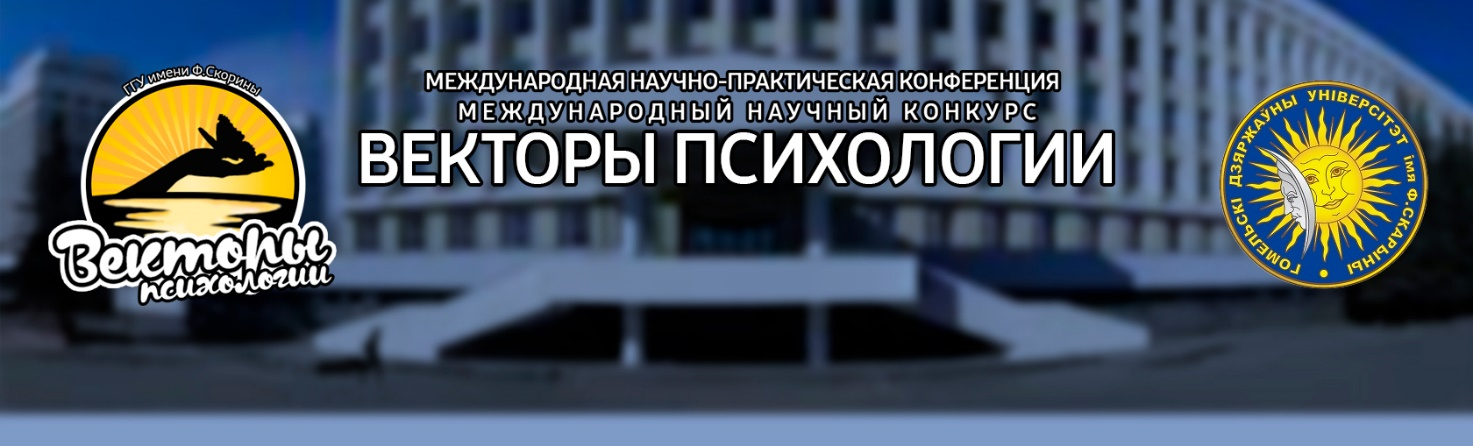 ГГУ имени Ф.Скорины
Векторы
психологии
МЕЖДУНАРОДНАЯ НАУЧНО-ПРАКТИЧЕСКАЯ КОНФЕРЕНЦИЯ
МЕЖДУНАРОДНЫЙ НАУЧНЫЙ КОНКУРС
ВЕКТОРЫ ПСИХОЛОГИИ
ГОМЕЛЬСКІ ДЗЯРЖАЎНЫ УНІВЕРСІТЭТ імя Ф.СКАРЫНЫ